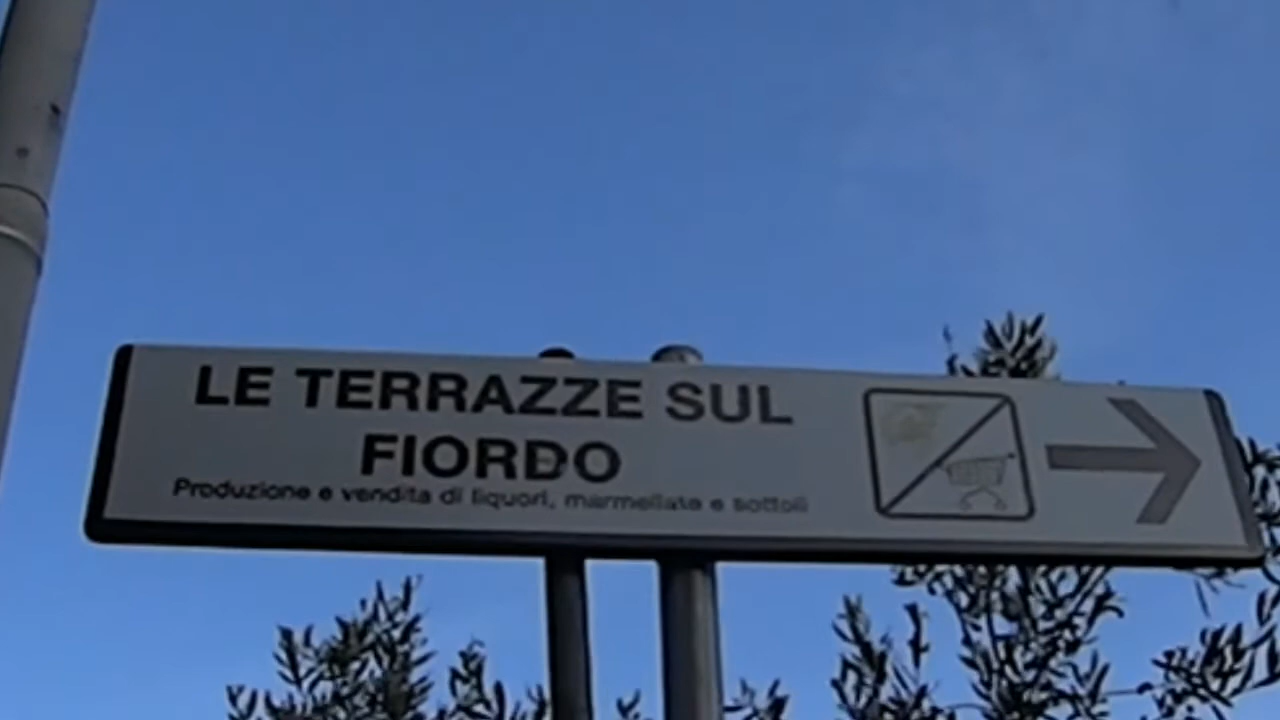 LE TERRAZZE SUL
FIORDO
Produzione e vendita di liquori, marmellate e sottoli